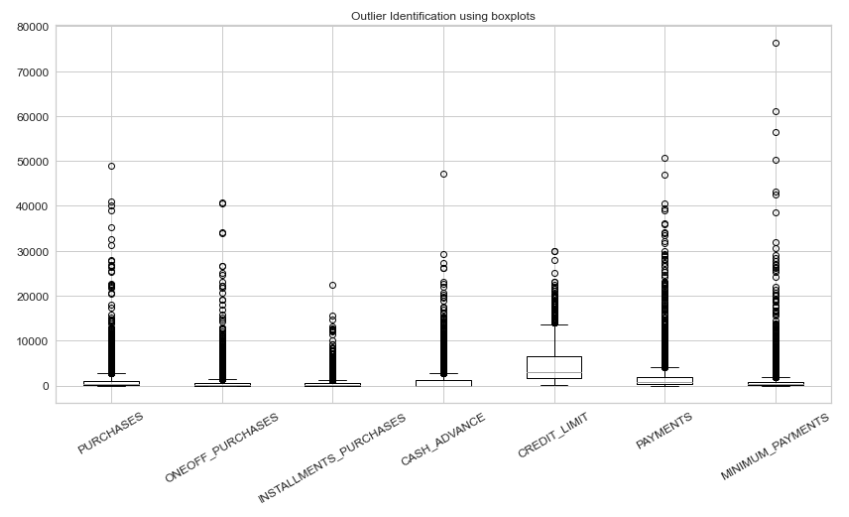 Outlier Identification using boxplots
80000
70000
60000
50000
40000
30000
20000
10000
0
PURCHASES
ONEOFF_PURCHASES
INSTALLMENTS_PURCHASES
CASH_ADVANCE
CREDIT_LIMIT
PAYMENTS
MINIMUM_PAYMENTS